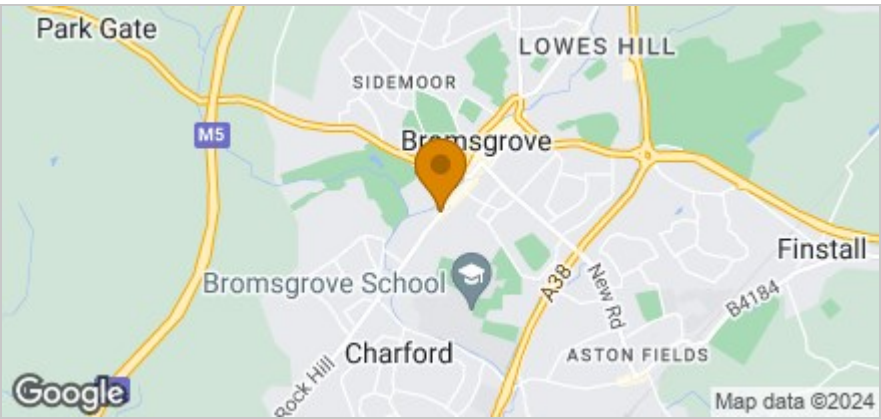 Park Gate
LOWES HILL
SIDEMOOR
M5
Bromsgrove
Finstall
Bromsgrove School
A38
New Rd
B4184
Charford
ASTON FIELDS
Rock Hill
Google
Map data ©2024